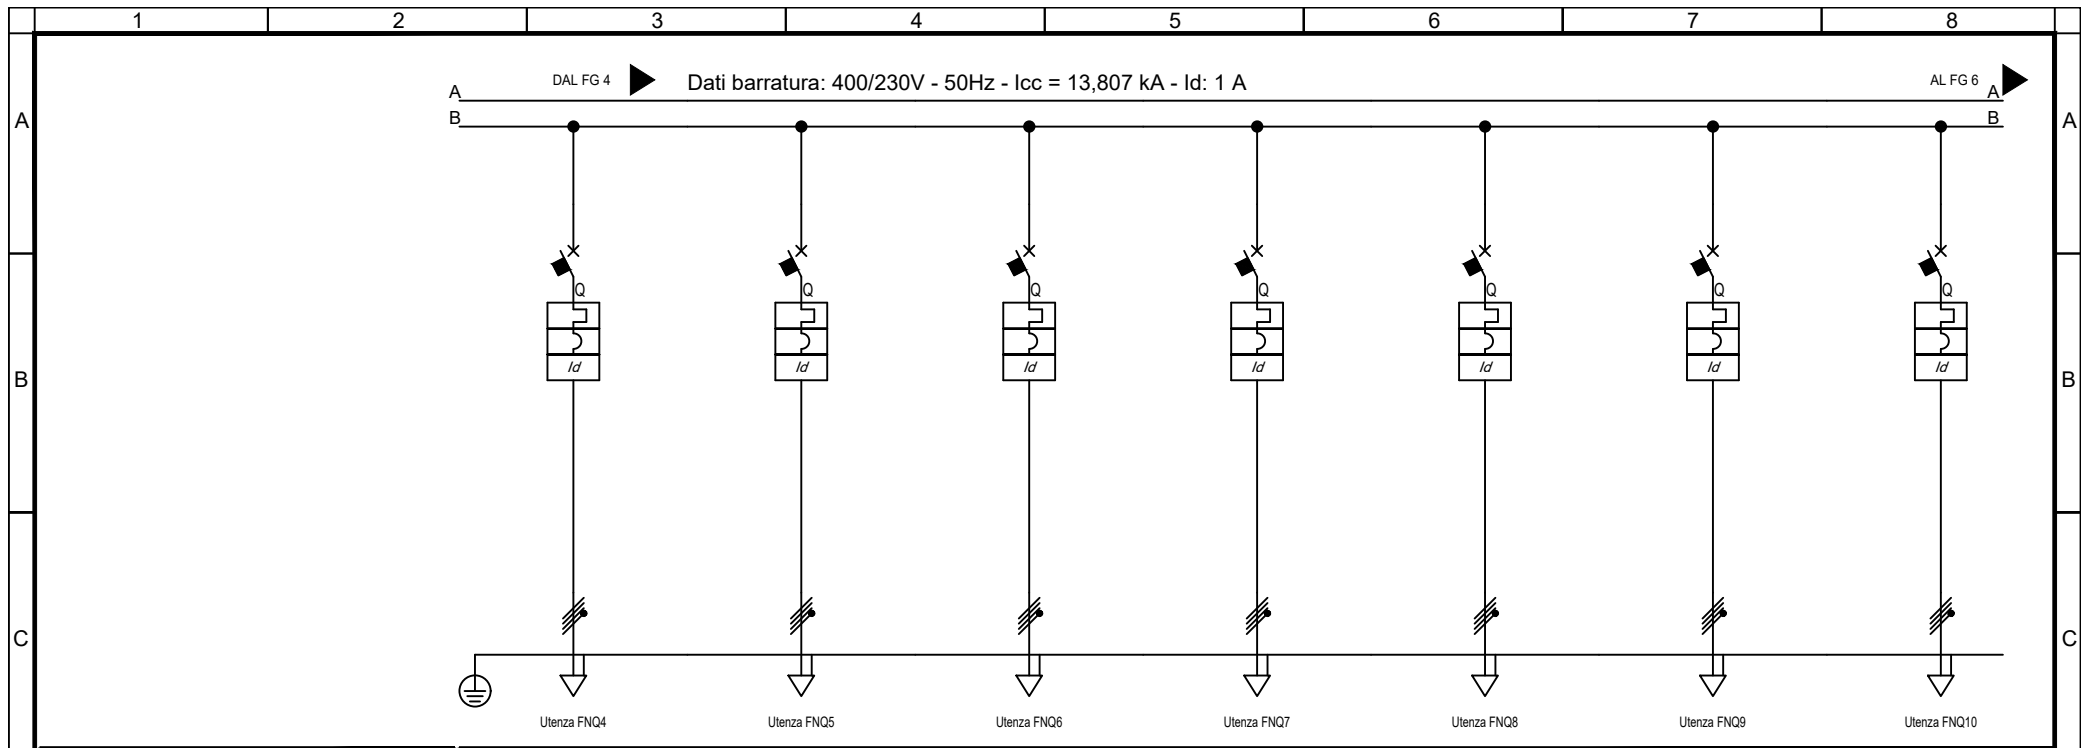 1 2 3 4 5 6 7 8
DAL FG 4 Dati barratura: 400/230V - 50Hz - Icc = 13,807 kA - Id: 1 A AL FG 6
A A
B B
A A
Q Q Q Q Q Q Q
Id Id Id Id Id Id Id
B B
C C
Utenza FNQ4 Utenza FNQ5 Utenza FNQ6 Utenza FNQ7 Utenza FNQ8 Utenza FNQ9 Utenza FNQ10